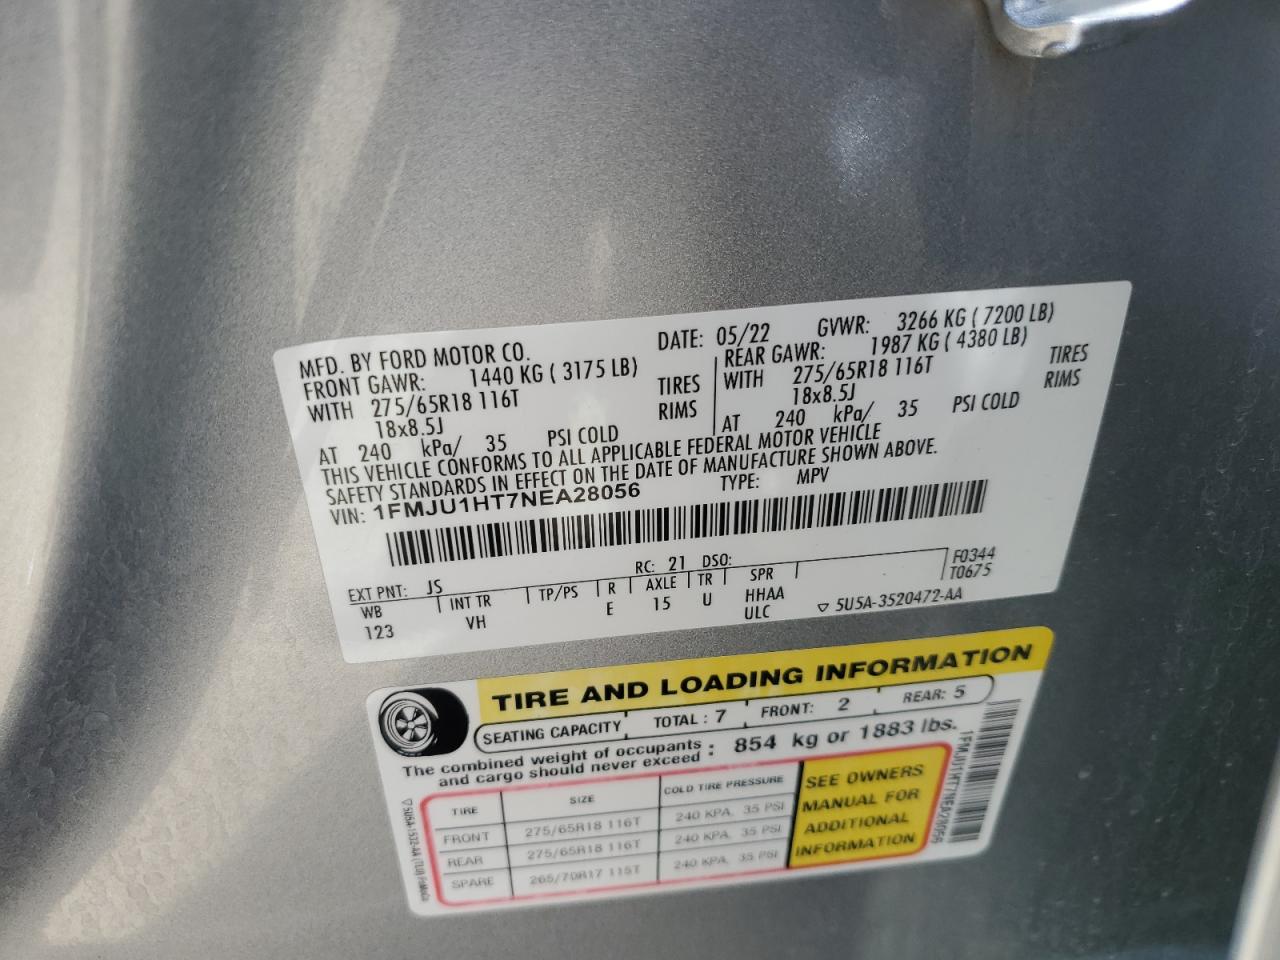 MFD. BY FORD MOTOR CO.
DATE: 05/22 GVWR: 3266 KG ( 7200 LB)
FRONT GAWR: 1440 KG ( 3175 LB)
WITH 275/65R18 116T TIRES
18x8.5J RIMS
AT 240 kPa/ 35 PSI COLD
REAR GAWR: 1987 KG ( 4380 LB)
WITH 275/65R18 116T TIRES
18x8.5J RIMS
AT 240 kPa/ 35 PSI COLD
THIS VEHICLE CONFORMS TO ALL APPLICABLE FEDERAL MOTOR VEHICLE
SAFETY STANDARDS IN EFFECT ON THE DATE OF MANUFACTURE SHOWN ABOVE.
VIN: 1FMJU1HT7NEA28056 TYPE: MPV
EXT PNT: JS RC: 21 DSO:
WB INT TR TP/PS R AXLE TR SPR
123 VH E 15 U HHAA
ULC
F0344
T0675
▽ 5U5A-3520472-AA
TIRE AND LOADING INFORMATION
SEATING CAPACITY TOTAL : 7 FRONT: 2 REAR: 5
The combined weight of occupants
and cargo should never exceed : 854 kg or 1883 lbs.
TIRE SIZE COLD TIRE PRESSURE
FRONT 275/65R18 116T 240 KPA, 35 PSI
REAR 275/65R18 116T 240 KPA, 35 PSI
SPARE 265/70R17 115T 240 KPA, 35 PSI
SEE OWNERS
MANUAL FOR
ADDITIONAL
INFORMATION
1FMJU1HT7NEA28056
▽ 5U5A-1532-AA (TLU)